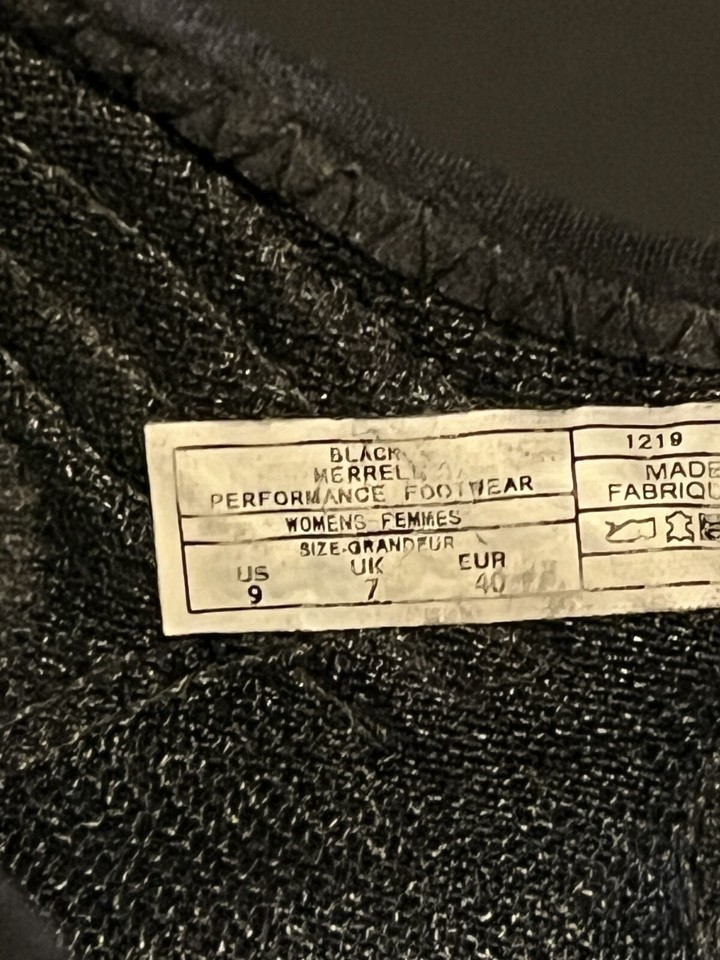 BLACK
MERRELL
PERFORMANCE FOOTWEAR
WOMENS-FEMMES
SIZE-GRANDEUR
US UK EUR
9 7 40
1219
MADE
FABRIQU